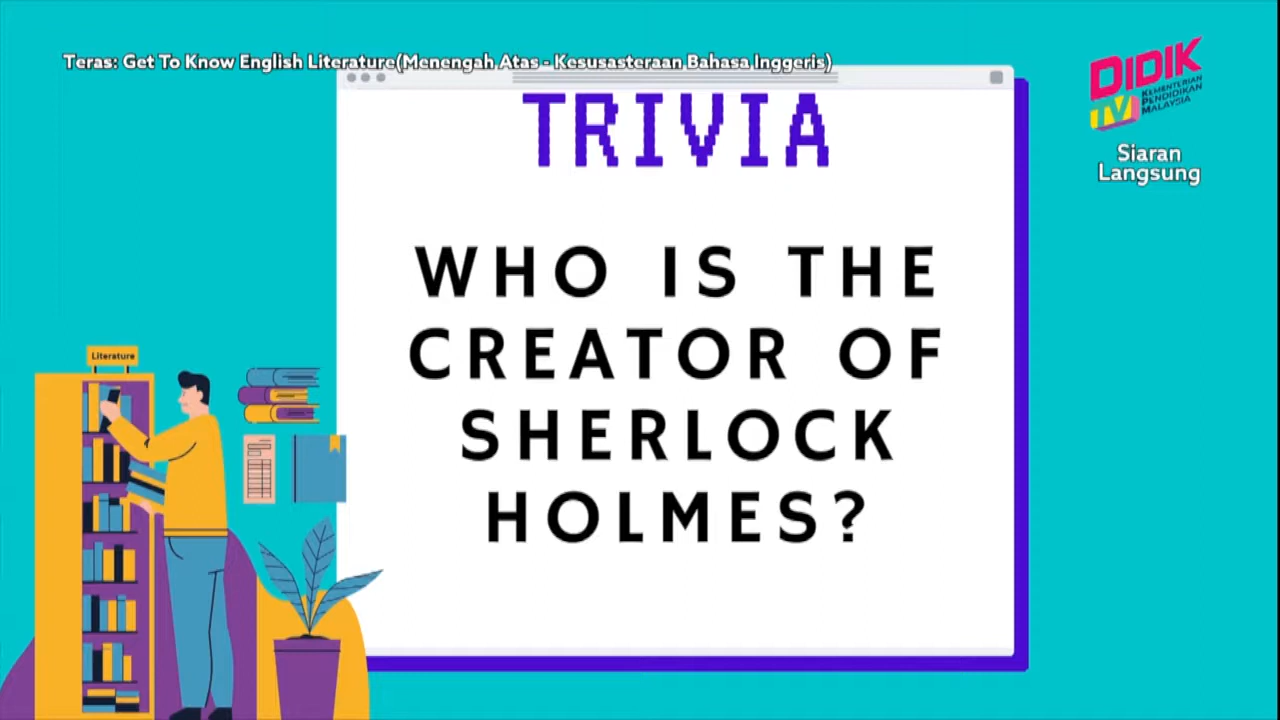 Teras: Get To Know English Literature(Menengah Atas - Kesusasteraan Bahasa Inggeris)
DIDIK
TV
KEMENTERIAN
PENDIDIKAN
MALAYSIA
Siaran
Langsung
TRIVIA
WHO IS THE
CREATOR OF
SHERLOCK
HOLMES?
Literature